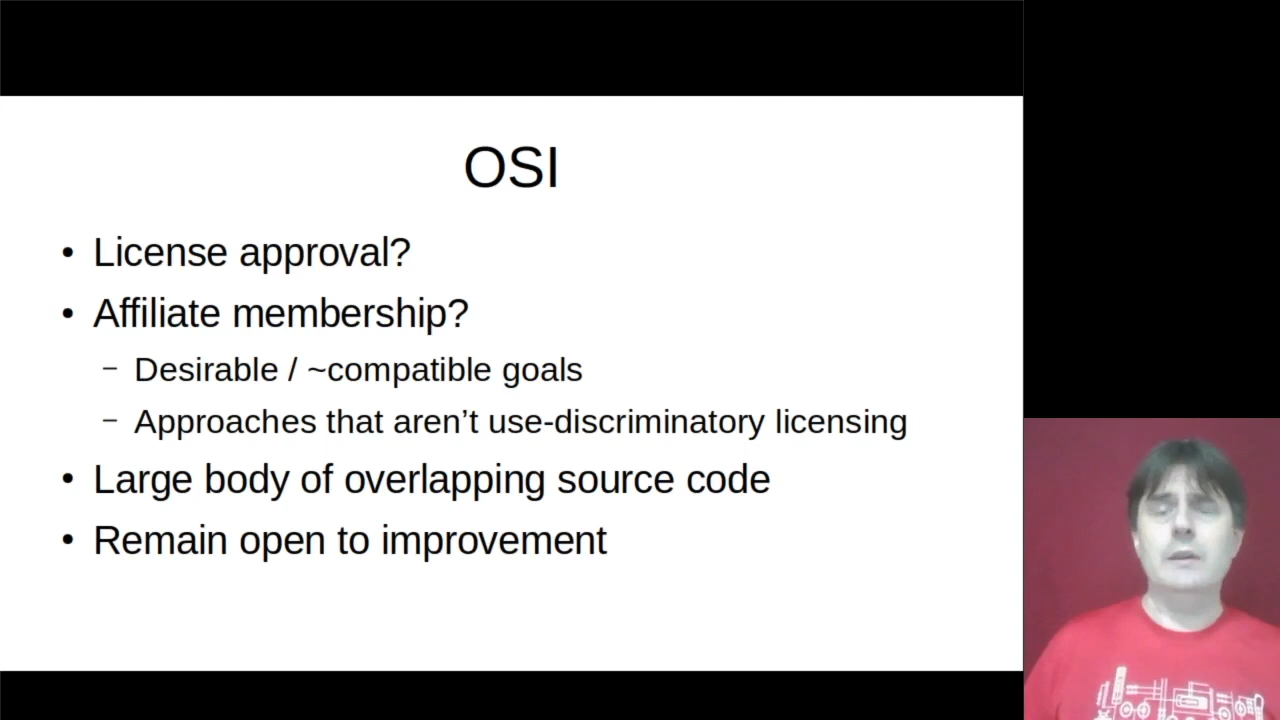 OSI
• License approval?
• Affiliate membership?
– Desirable / ~compatible goals
– Approaches that aren’t use-discriminatory licensing
• Large body of overlapping source code
• Remain open to improvement